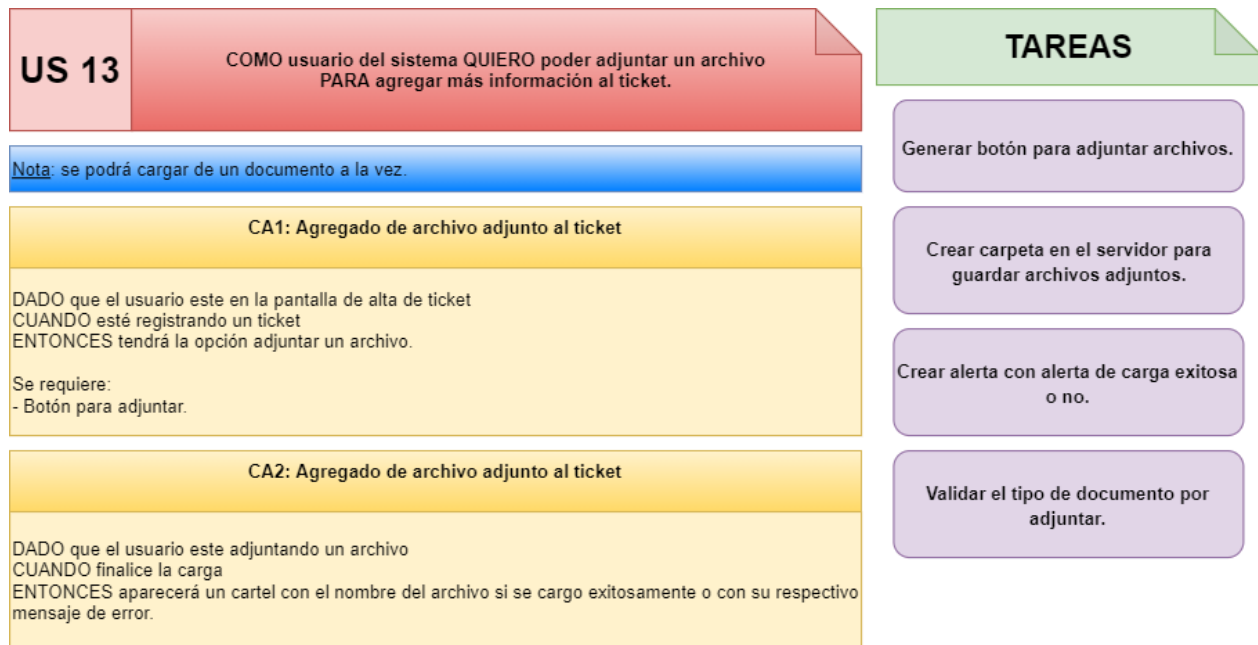 US 13
COMO usuario del sistema QUIERO poder adjuntar un archivo
PARA agregar más información al ticket.
Nota: se podrá cargar de un documento a la vez.
CA1: Agregado de archivo adjunto al ticket
DADO que el usuario este en la pantalla de alta de ticket
CUANDO esté registrando un ticket
ENTONCES tendrá la opción adjuntar un archivo.
Se requiere:
- Botón para adjuntar.
CA2: Agregado de archivo adjunto al ticket
DADO que el usuario este adjuntando un archivo
CUANDO finalice la carga
ENTONCES aparecerá un cartel con el nombre del archivo si se cargo exitosamente o con su respectivo
mensaje de error.
TAREAS
Generar botón para adjuntar archivos.
Crear carpeta en el servidor para
guardar archivos adjuntos.
Crear alerta con alerta de carga exitosa
o no.
Validar el tipo de documento por
adjuntar.